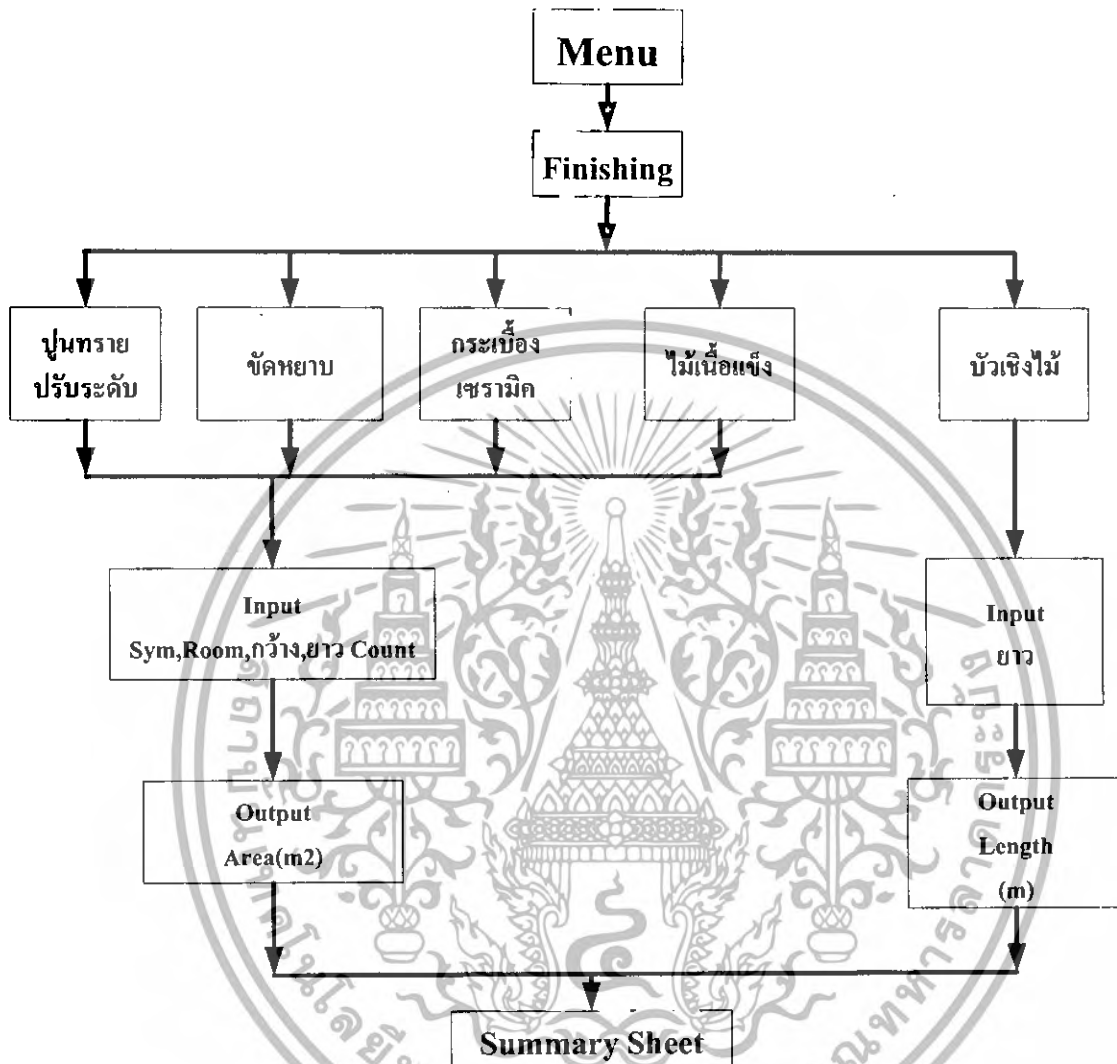 Menu
Finishing
ปูนทราย
ปรับระดับ
ขัดหยาบ
กระเบื้อง
เซรามิค
ไม้เนื้อแข็ง
บัวเชิงไม้
Input
Sym,Room,กว้าง,ยาว Count
Input
ยาว
Output
Area(m2)
Output
Length
(m)
Summary Sheet